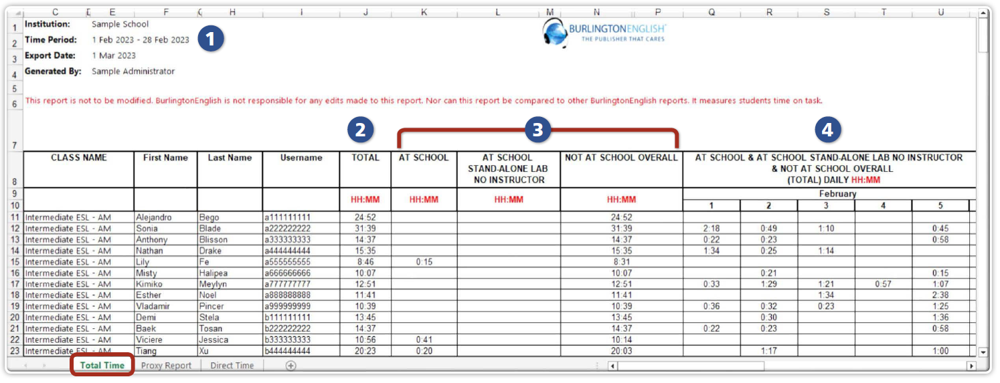 C D E F G H I J K L M N P Q R S T U
1 Institution: Sample School
BURLINGTONENGLISH®
THE PUBLISHER THAT CARES
2 Time Period: 1 Feb 2023 - 28 Feb 2023
1
3 Export Date: 1 Mar 2023
4 Generated By: Sample Administrator
5
6 This report is not to be modified. BurlingtonEnglish is not responsible for any edits made to this report. Nor can this report be compared to other BurlingtonEnglish reports. It measures students time on task.
2 3 4
7
8 CLASS NAME First Name Last Name Username TOTAL AT SCHOOL AT SCHOOL STAND-ALONE LAB NO INSTRUCTOR NOT AT SCHOOL OVERALL AT SCHOOL & AT SCHOOL STAND-ALONE LAB NO INSTRUCTOR & NOT AT SCHOOL OVERALL (TOTAL) DAILY HH:MM
9 HH:MM HH:MM HH:MM HH:MM February
10 1 2 3 4 5
11 Intermediate ESL - AM Alejandro Bego a111111111 24:52 24:52
12 Intermediate ESL - AM Sonia Blade a222222222 31:39 31:39 2:18 0:49 1:10 0:45
13 Intermediate ESL - AM Anthony Blisson a333333333 14:37 14:37 0:22 0:23 0:58
14 Intermediate ESL - AM Nathan Drake a444444444 15:35 15:35 1:34 0:25 1:14
15 Intermediate ESL - AM Lily Fe a555555555 8:46 0:15 8:31
16 Intermediate ESL - AM Misty Halipea a666666666 10:07 10:07 0:21 0:15
17 Intermediate ESL - AM Kimiko Meylyn a777777777 12:51 12:51 0:33 1:29 1:21 0:57 1:07
18 Intermediate ESL - AM Esther Noel a888888888 11:41 11:41 1:34 2:38
19 Intermediate ESL - AM Vladamir Pincer a999999999 10:39 10:39 0:36 0:32 0:23 1:25
20 Intermediate ESL - AM Demi Stela b111111111 13:45 13:45 0:30 1:36
21 Intermediate ESL - AM Baek Tosan b222222222 14:37 14:37 0:22 0:23 0:58
22 Intermediate ESL - AM Viciere Jessica b333333333 10:56 0:41 10:14
23 Intermediate ESL - AM Tiang Xu b444444444 20:23 0:20 20:03 1:17 1:00
Total Time Proxy Report Direct Time